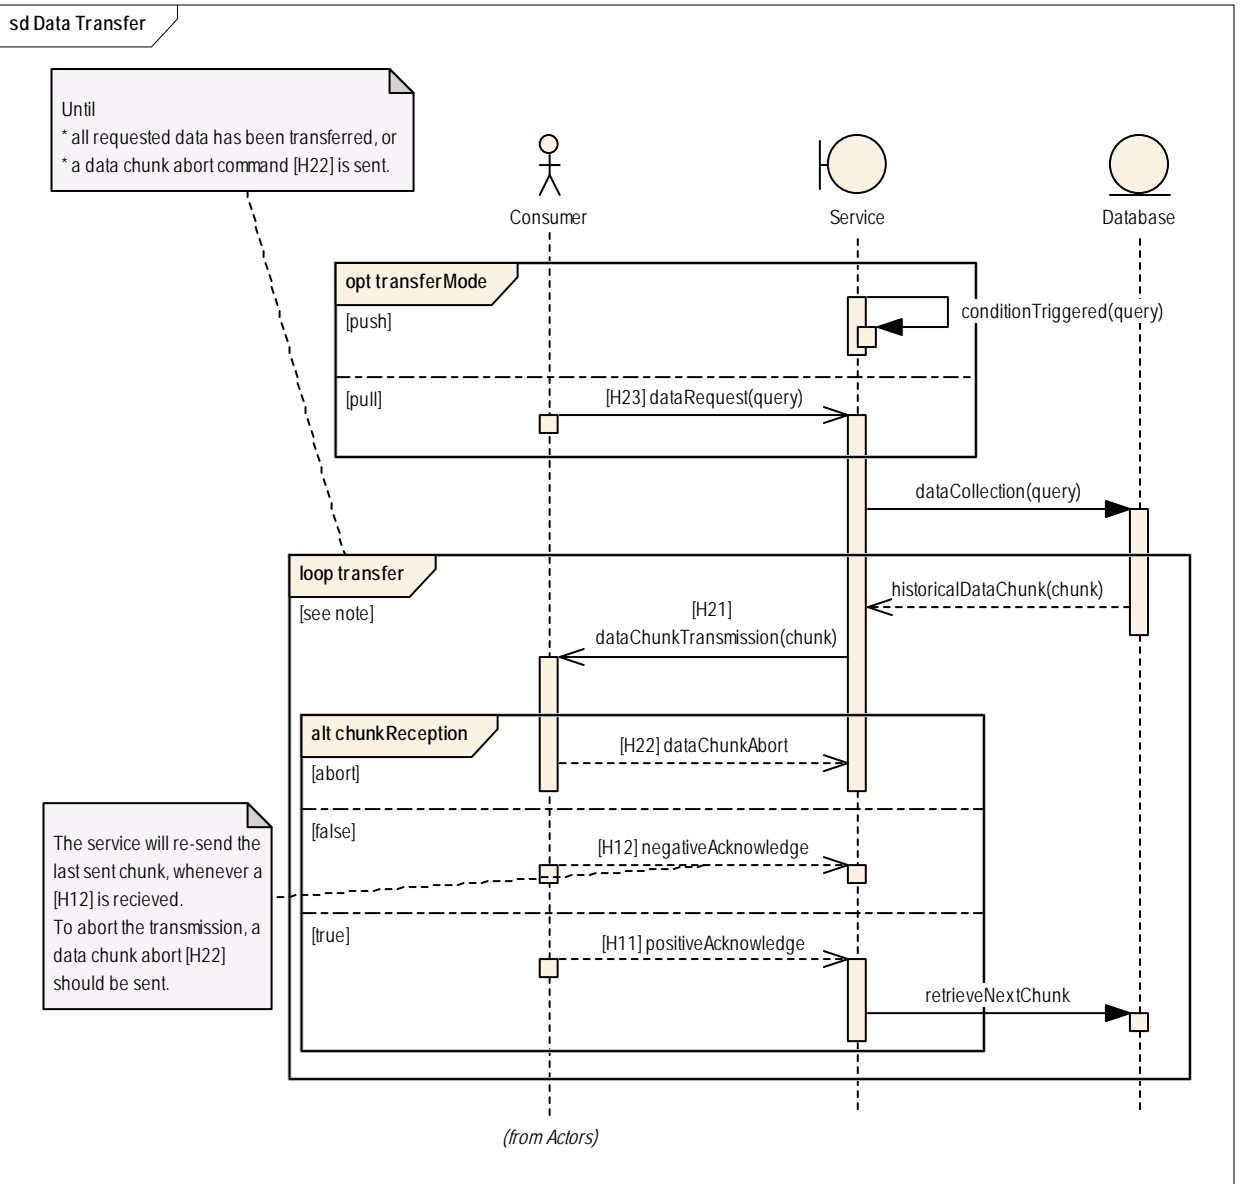 sd Data Transfer
Until
* all requested data has been transferred, or
* a data chunk abort command [H22] is sent.
Consumer
Service
Database
opt transferMode
[push]
conditionTriggered(query)
[pull]
[H23] dataRequest(query)
dataCollection(query)
loop transfer
[see note]
historicalDataChunk(chunk)
[H21]
dataChunkTransmission(chunk)
alt chunkReception
[abort]
[H22] dataChunkAbort
[false]
[H12] negativeAcknowledge
The service will re-send the
last sent chunk, whenever a
[H12] is recieved.
To abort the transmission, a
data chunk abort [H22]
should be sent.
[true]
[H11] positiveAcknowledge
retrieveNextChunk
(from Actors)